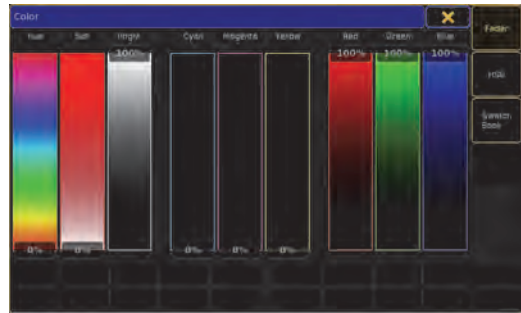 Color
Fader
Hue Sat Bright Cyan Magenta Yellow Red Green Blue
100% 100% 100% 100%
HSB
Swatch
Book
0% 0% 0% 0% 0%